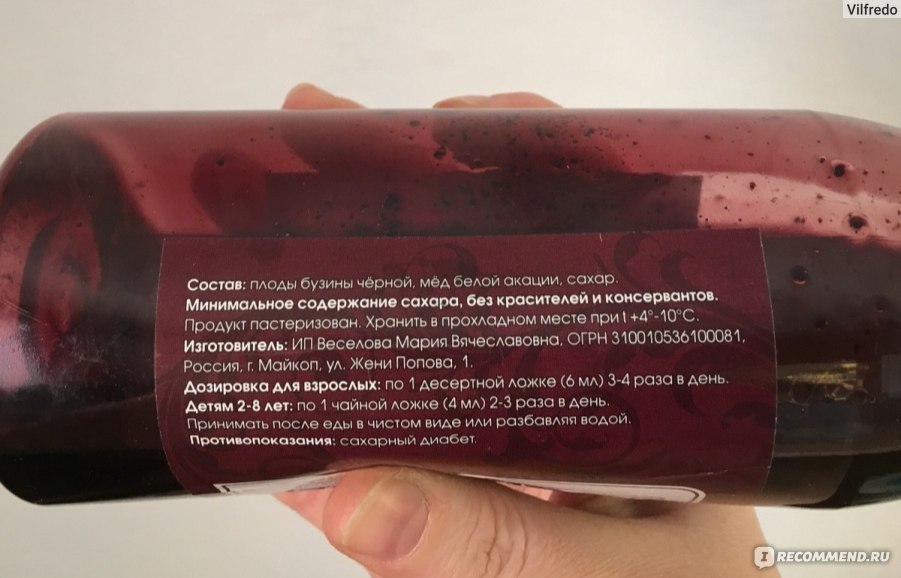 Vilfredo
Состав: плоды бузины чёрной, мёд белой акации, сахар.
Минимальное содержание сахара, без красителей и консервантов.
Продукт пастеризован. Хранить в прохладном месте при t +4°-10°C.
Изготовитель: ИП Веселова Мария Вячеславовна, ОГРН 310010536100081,
Россия, г. Майкоп, ул. Жени Попова, 1.
Дозировка для взрослых: по 1 десертной ложке (6 мл) 3-4 раза в день.
Детям 2-8 лет: по 1 чайной ложке (4 мл) 2-3 раза в день.
Принимать после еды в чистом виде или разбавляя водой.
Противопоказания: сахарный диабет.
I RECOMMEND.RU